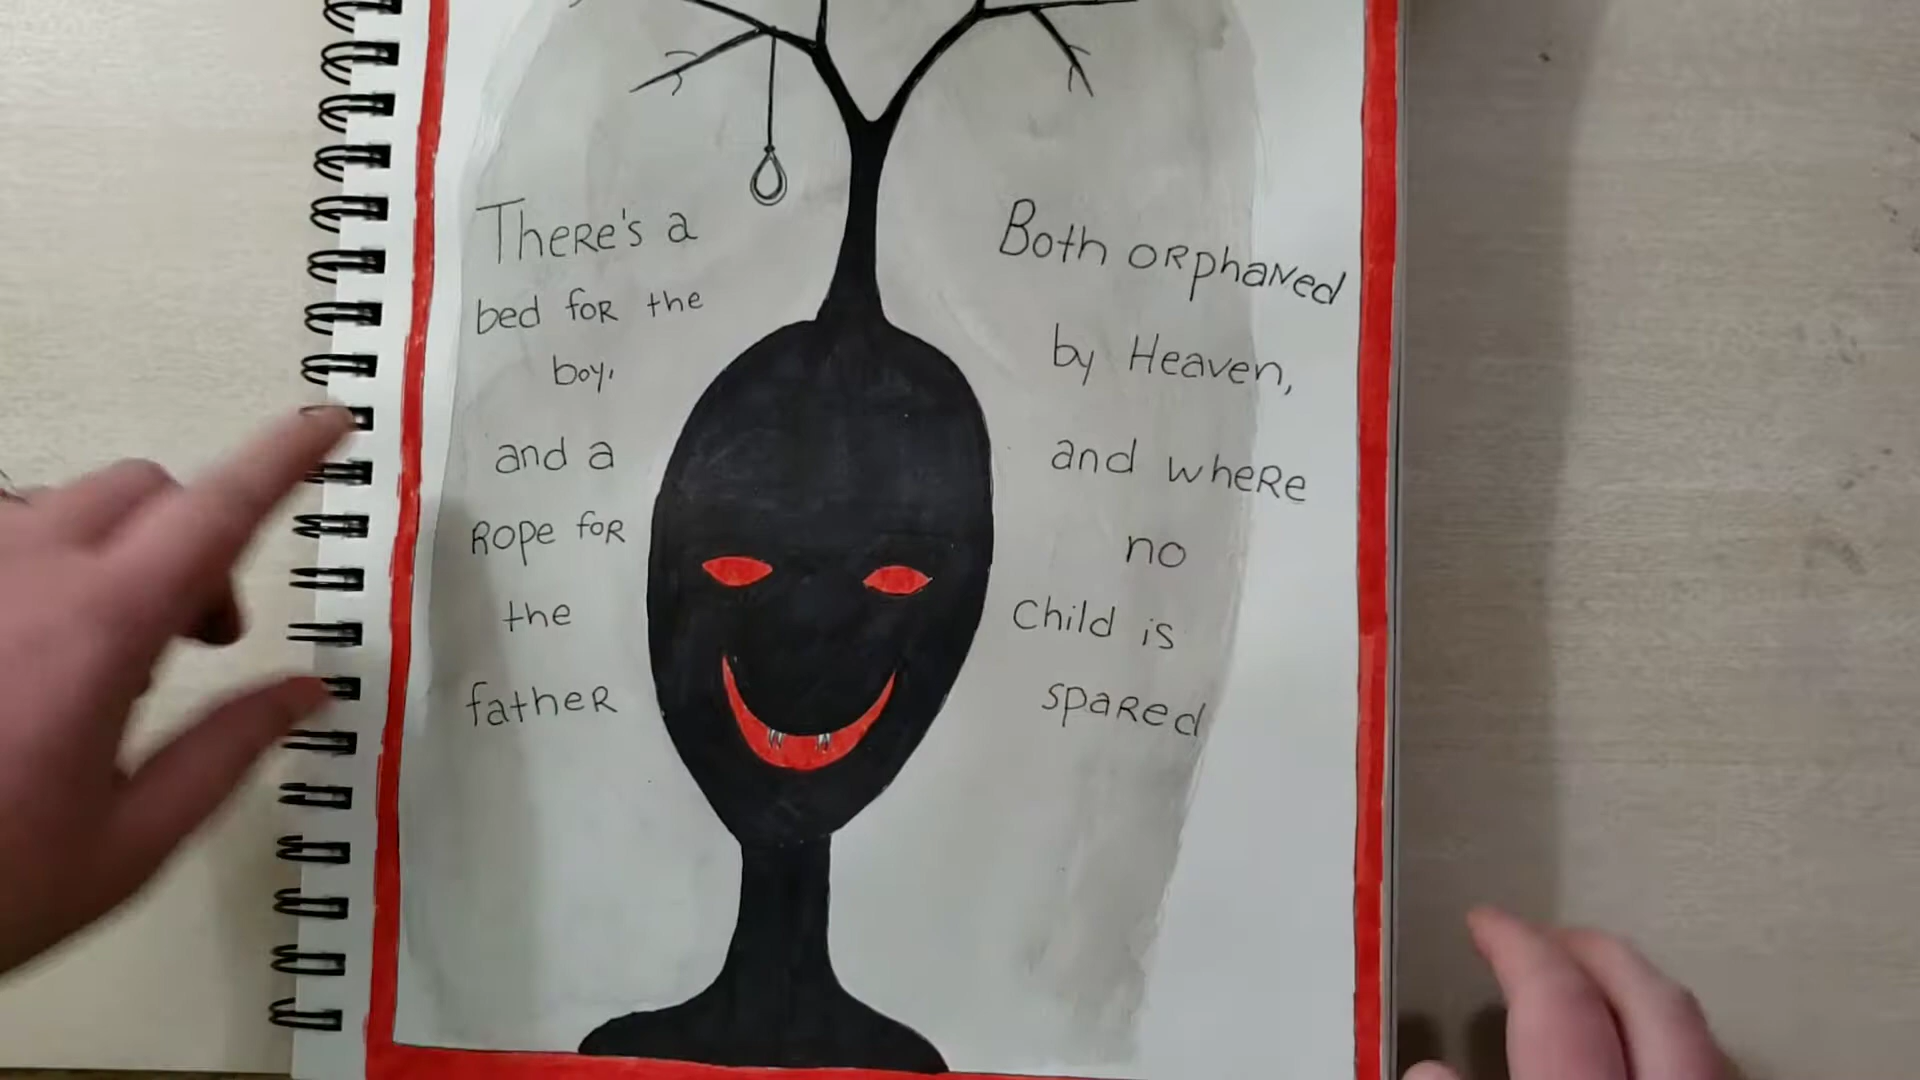 There's a
bed for the
boy,
and a
Rope for
the
father
Both orphaned
by Heaven,
and where
no
Child is
spared